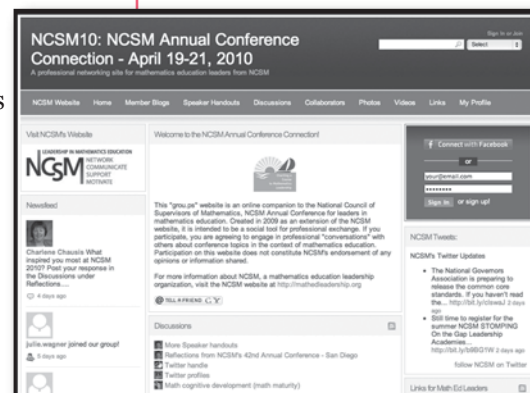 s
NCSM10: NCSM Annual Conference
Connection - April 19-21, 2010
A professional networking site for mathematics education leaders from NCSM
Sign In or Join
Select
NCSM Website Home Member Blogs Speaker Handouts Discussions Collaborators Photos Videos Links My Profile
Visit NCSM's Website
LEADERSHIP IN MATHEMATICS EDUCATION
NCSM
NETWORK
COMMUNICATE
SUPPORT
MOTIVATE
Newsfeed
Charlene Chausis What
inspired you most at NCSM
2010? Post your response in
the Discussions under
Reflections....
4 days ago
julie.wagner joined our group!
5 days ago
Welcome to the NCSM Annual Conference Connection!
This "grou.ps" website is an online companion to the National Council of
Supervisors of Mathematics, NCSM Annual Conference for leaders in
mathematics education. Created in 2009 as an extension of the NCSM
website, it is intended to be a social tool for professional exchange. If you
participate, you are agreeing to engage in professional "conversations" with
others about conference topics in the context of mathematics education.
Participation on this website does not constitute NCSM's endorsement of any
opinions or information shared.
For more information about NCSM, a mathematics education leadership
organization, visit the NCSM website at http://mathedleadership.org
TELL A FRIEND
Discussions
More Speaker handouts
Reflections from NCSM's 42nd Annual Conference - San Diego
Twitter handle
Twitter profiles
Math cognitive development (math maturity)
f Connect with Facebook
or
your@email.com
••••••••
Sign In or sign up!
NCSM Tweets:
NCSM's Twitter Updates
• The National Governors
Association is preparing to
release the common core
standards. If you haven't read
the... 2 days
ago
• Still time to register for the
summer NCSM STOMPING
On the Gap Leadership
Academies...
2 days ago
follow NCSM on Twitter
Links for Math Ed Leaders